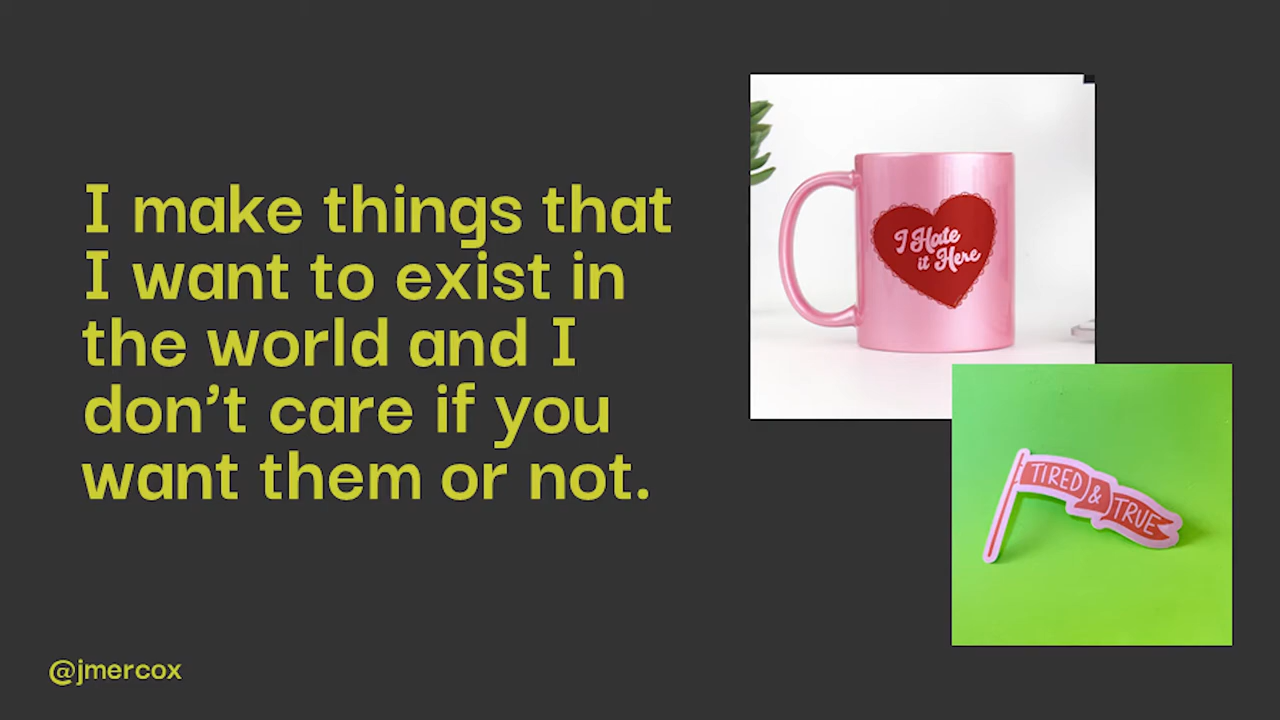 I make things that
I want to exist in
the world and I
don't care if you
want them or not.
I Hate
it Here
TIRED & TRUE
@jmercox